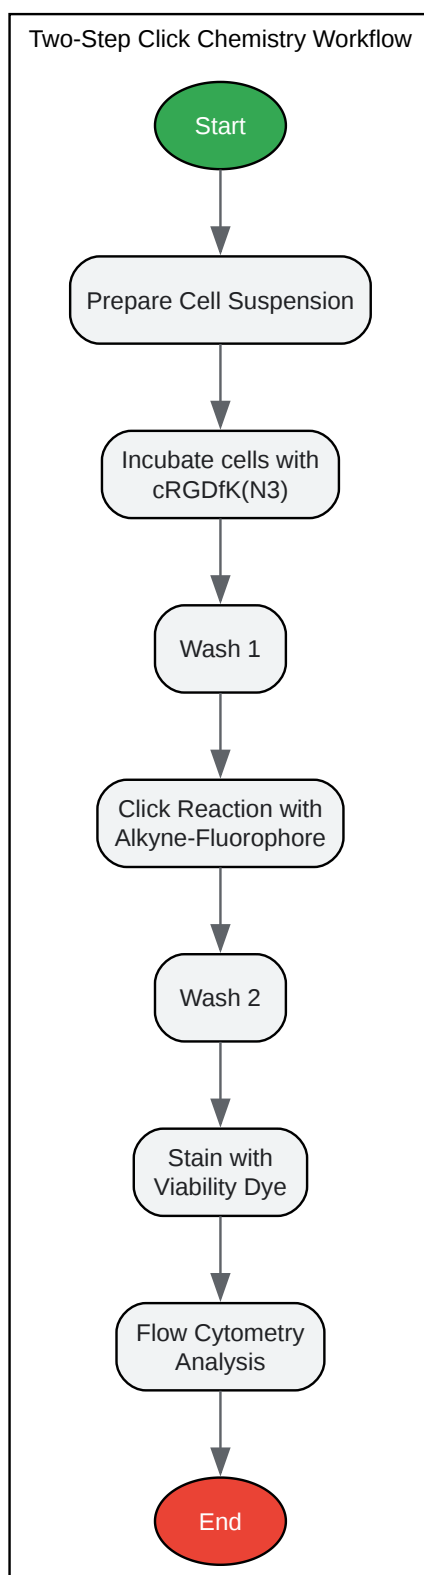 Two-Step Click Chemistry Workflow
Start
Prepare Cell Suspension
Incubate cells with
cRGDfK(N3)
Wash 1
Click Reaction with
Alkyne-Fluorophore
Wash 2
Stain with
Viability Dye
Flow Cytometry
Analysis
End